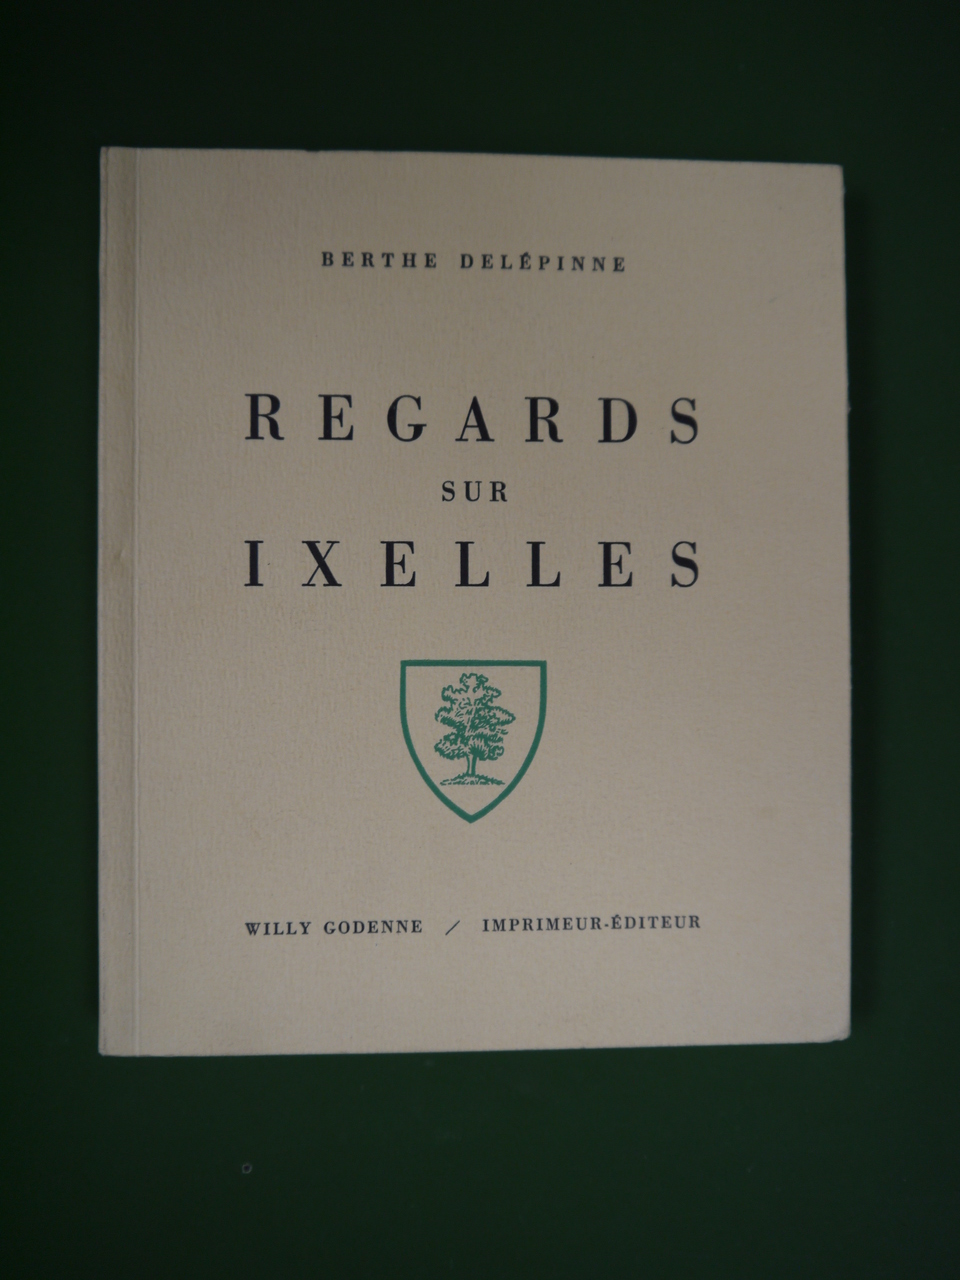 BERTHE DELÉPINNE
REGARDS
SUR
IXELLES
WILLY GODENNE / IMPRIMEUR-ÉDITEUR